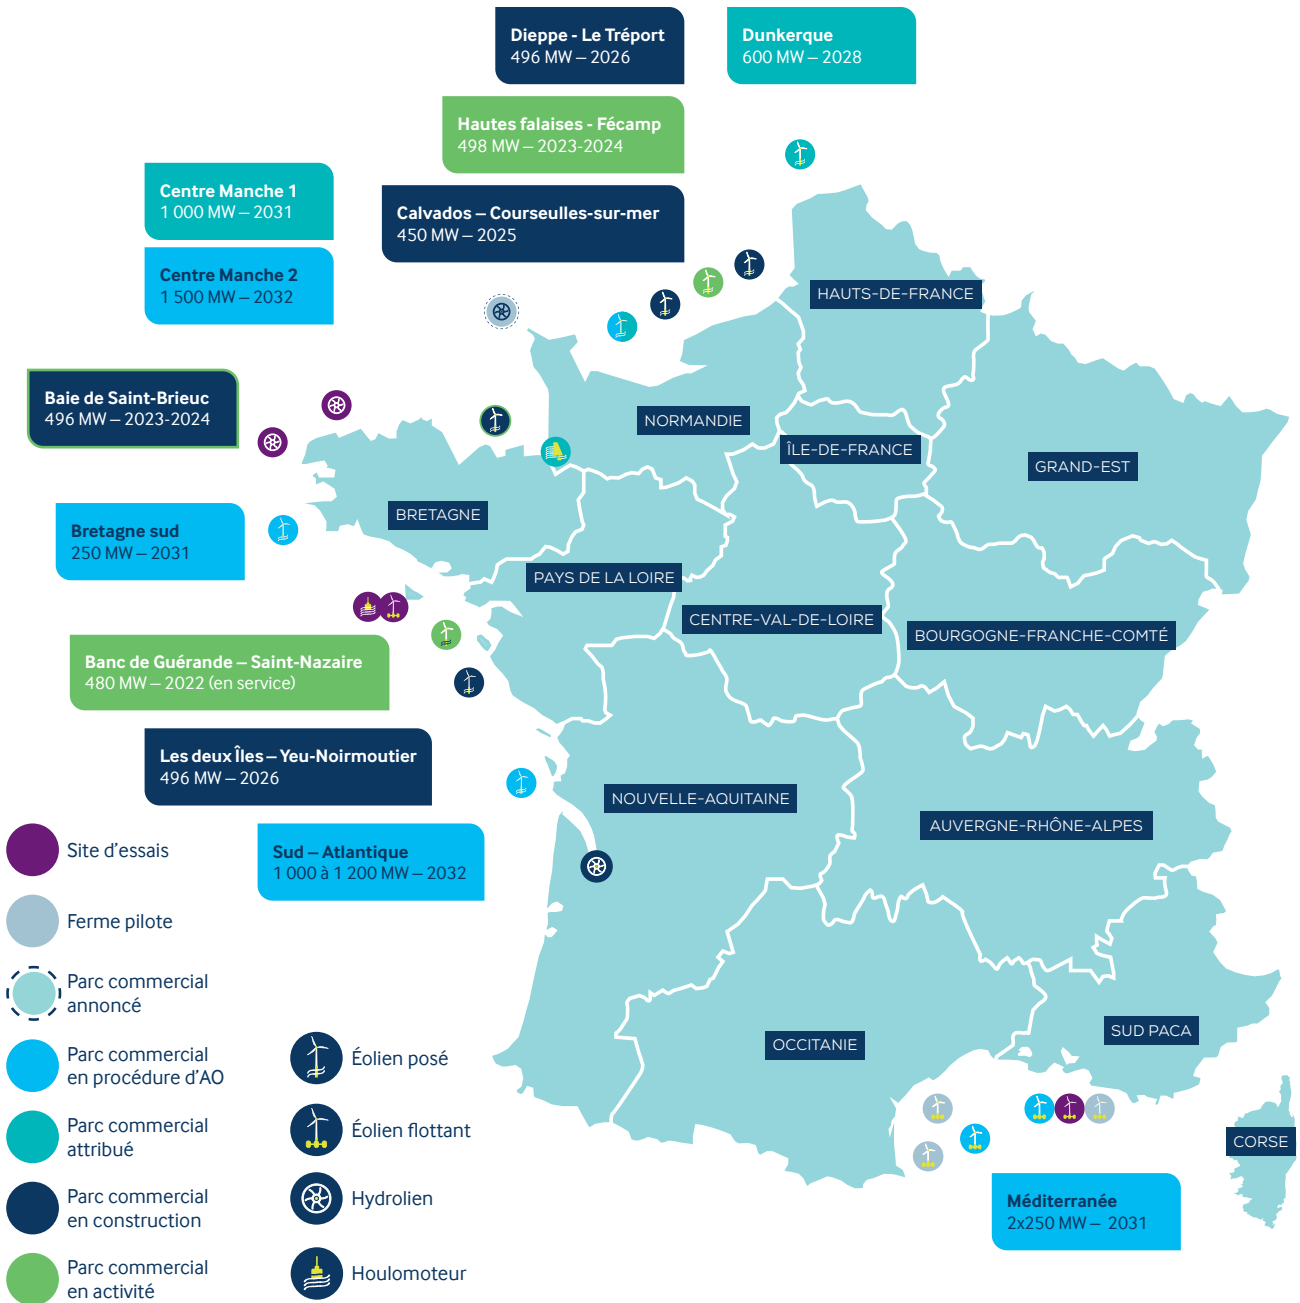 Dieppe - Le Tréport
496 MW – 2026
Dunkerque
600 MW – 2028
Hautes falaises - Fécamp
498 MW – 2023-2024
Centre Manche 1
1 000 MW – 2031
Calvados – Courseulles-sur-mer
450 MW – 2025
Centre Manche 2
1 500 MW – 2032
HAUTS-DE-FRANCE
Baie de Saint-Brieuc
496 MW – 2023-2024
NORMANDIE
ÎLE-DE-FRANCE
GRAND-EST
BRETAGNE
Bretagne sud
250 MW – 2031
PAYS DE LA LOIRE
CENTRE-VAL-DE-LOIRE
BOURGOGNE-FRANCHE-COMTÉ
Banc de Guérande – Saint-Nazaire
480 MW – 2022 (en service)
Les deux Îles – Yeu-Noirmoutier
496 MW – 2026
NOUVELLE-AQUITAINE
AUVERGNE-RHÔNE-ALPES
Sud – Atlantique
1 000 à 1 200 MW – 2032
OCCITANIE
SUD PACA
CORSE
Méditerranée
2x250 MW – 2031
Site d'essais
Ferme pilote
Parc commercial
annoncé
Parc commercial
en procédure d'AO
Parc commercial
attribué
Parc commercial
en construction
Parc commercial
en activité
Éolien posé
Éolien flottant
Hydrolien
Houlomoteur